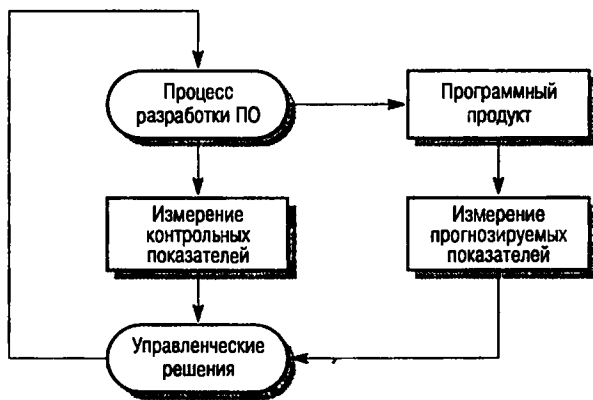 Процесс
разработки ПО
Программный
продукт
Измерение
контрольных
показателей
Измерение
прогнозируемых
показателей
Управленческие
решения